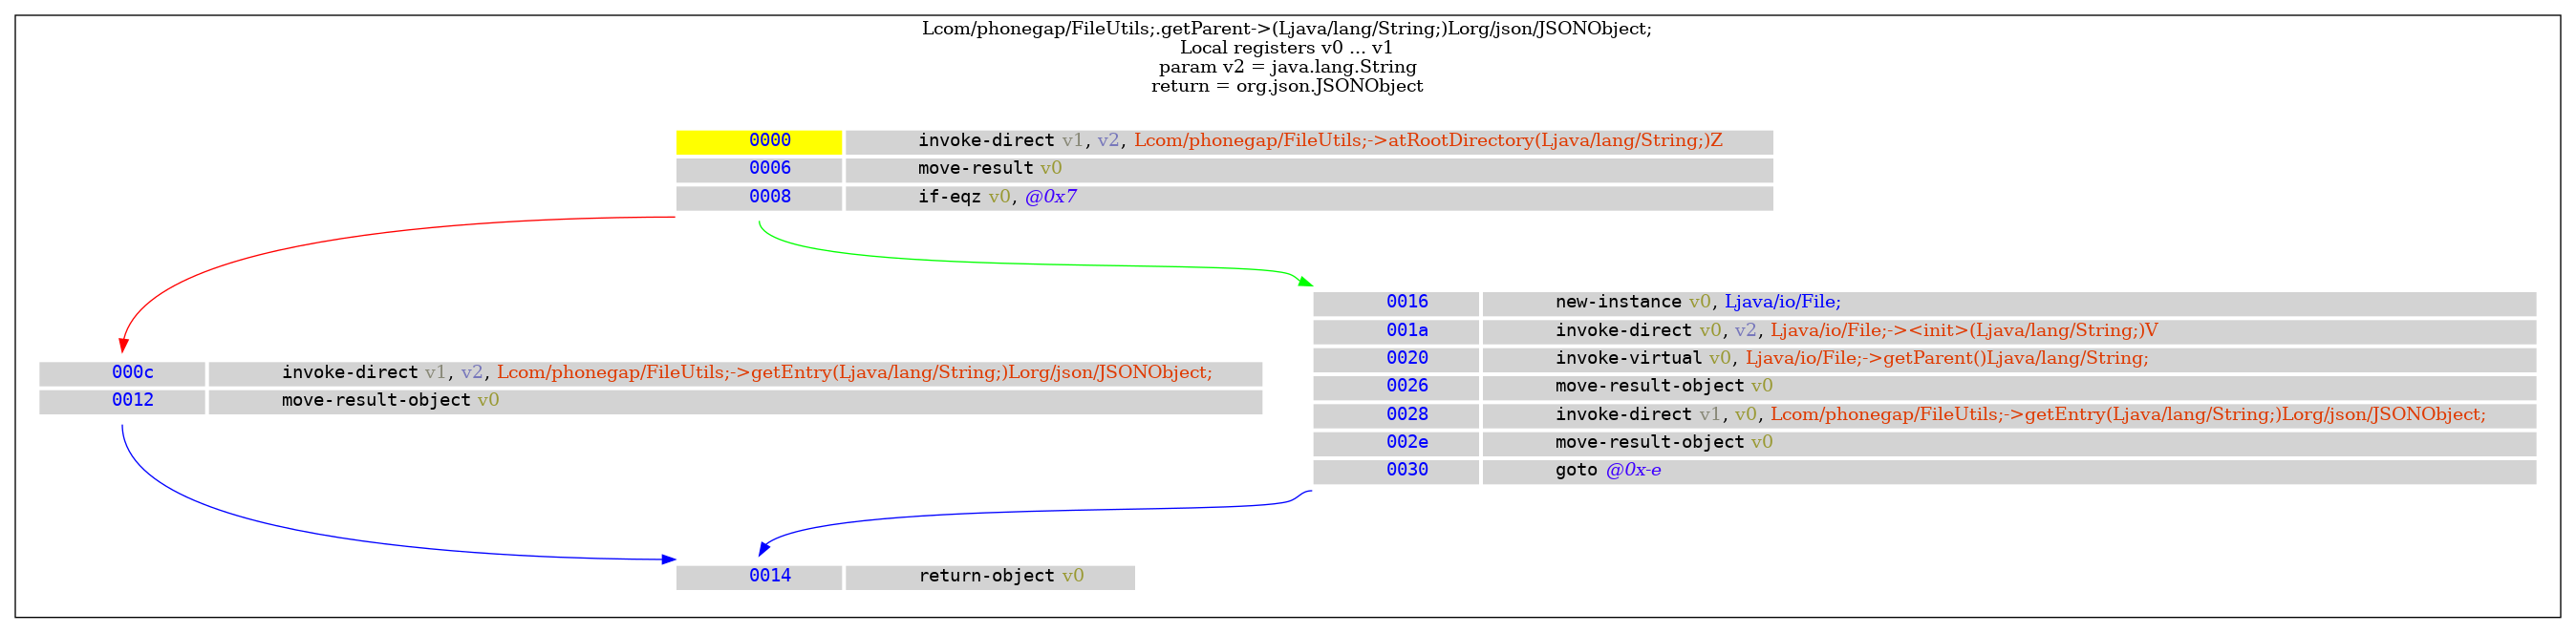 Lcom/phonegap/FileUtils;.getParent->(Ljava/lang/String;)Lorg/json/JSONObject;
Local registers v0 ... v1
param v2 = java.lang.String
return = org.json.JSONObject
0000 invoke-direct v1, v2, Lcom/phonegap/FileUtils;->atRootDirectory(Ljava/lang/String;)Z
0006 move-result v0
0008 if-eqz v0, @0x7
000c invoke-direct v1, v2, Lcom/phonegap/FileUtils;->getEntry(Ljava/lang/String;)Lorg/json/JSONObject;
0012 move-result-object v0
0016 new-instance v0, Ljava/io/File;
001a invoke-direct v0, v2, Ljava/io/File;-><init>(Ljava/lang/String;)V
0020 invoke-virtual v0, Ljava/io/File;->getParent()Ljava/lang/String;
0026 move-result-object v0
0028 invoke-direct v1, v0, Lcom/phonegap/FileUtils;->getEntry(Ljava/lang/String;)Lorg/json/JSONObject;
002e move-result-object v0
0030 goto @0x-e
0014 return-object v0